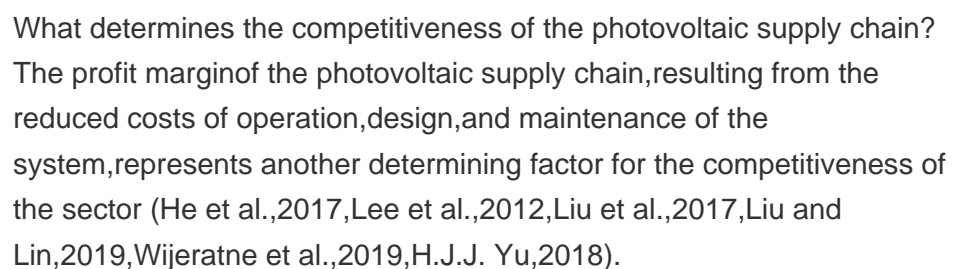 What determines the competitiveness of the photovoltaic supply chain?
The profit marginof the photovoltaic supply chain,resulting from the
reduced costs of operation,design,and maintenance of the
system,represents another determining factor for the competitiveness of
the sector (He et al.,2017,Lee et al.,2012,Liu et al.,2017,Liu and
Lin,2019,Wijeratne et al.,2019,H.J.J. Yu,2018).